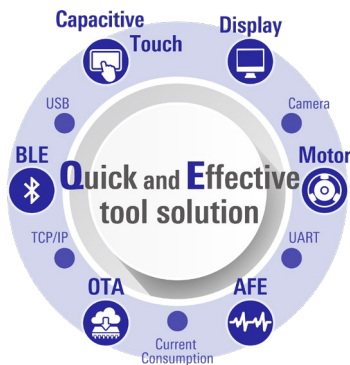 Capacitive
Touch
Display
USB
Camera
BLE
Motor
Quick and Effective
tool solution
TCP/IP
UART
OTA
AFE
Current
Consumption